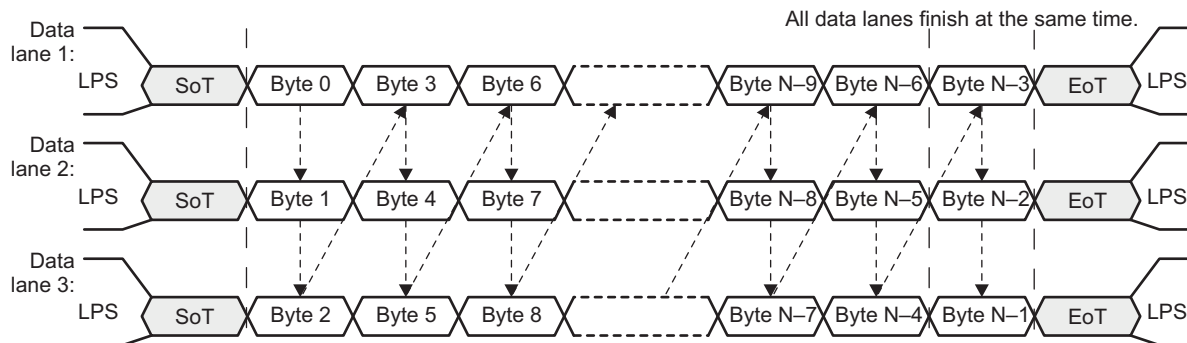 All data lanes finish at the same time.
Data
lane 1:
LPS SoT Byte 0 Byte 3 Byte 6 Byte N–9 Byte N–6 Byte N–3 EoT LPS
Data
lane 2:
LPS SoT Byte 1 Byte 4 Byte 7 Byte N–8 Byte N–5 Byte N–2 EoT LPS
Data
lane 3:
LPS SoT Byte 2 Byte 5 Byte 8 Byte N–7 Byte N–4 Byte N–1 EoT LPS